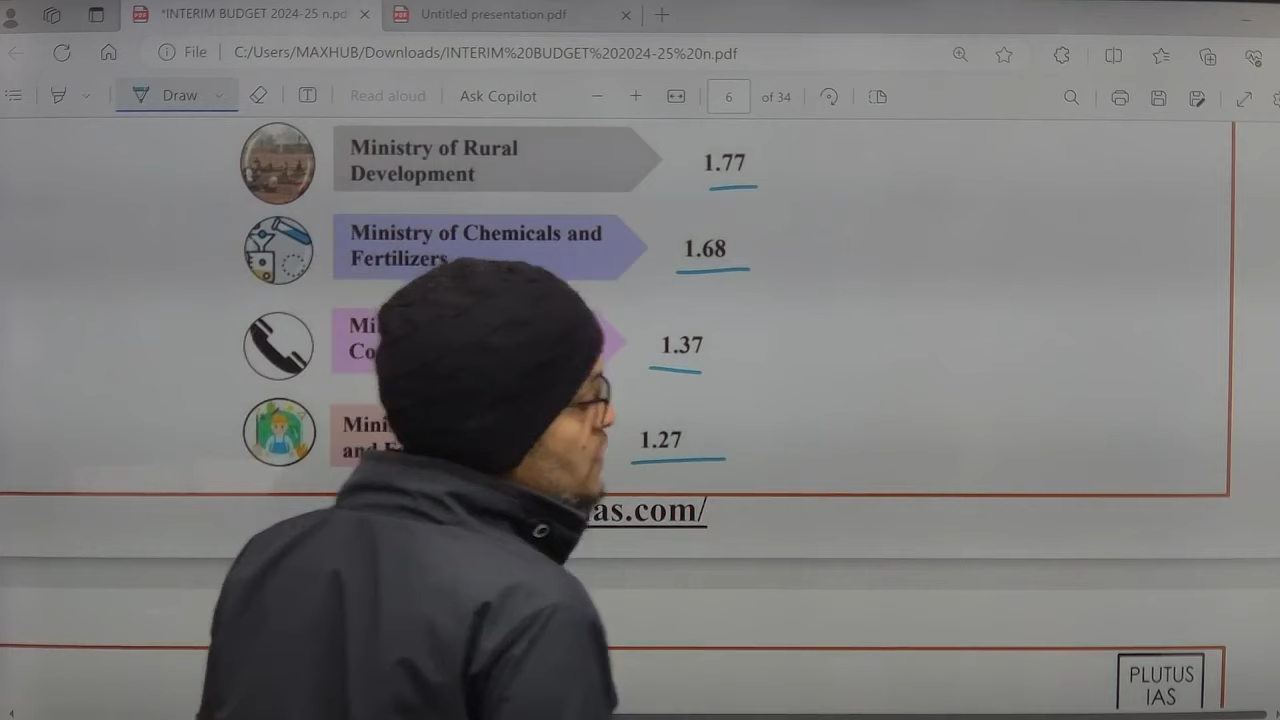 *INTERIM BUDGET 2024-25 n.pd
Untitled presentation.pdf
File
C:/Users/MAXHUB/Downloads/INTERIM%20BUDGET%202024-25%20n.pdf
Draw
Read aloud
Ask Copilot
6 of 34
Ministry of Rural
Development
1.77
Ministry of Chemicals and
Fertilizers
1.68
1.37
1.27
and
as.com/
PLUTUS
IAS